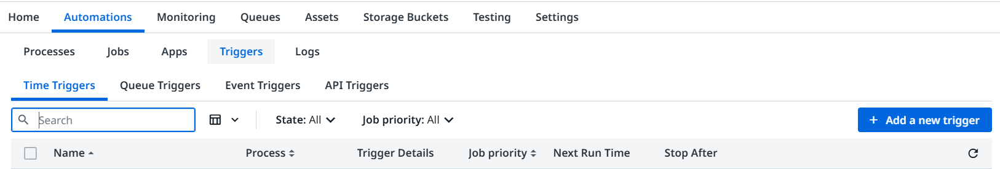 Home Automations Monitoring Queues Assets Storage Buckets Testing Settings
Processes Jobs Apps Triggers Logs
Time Triggers Queue Triggers Event Triggers API Triggers
Search State: All Job priority: All + Add a new trigger
Name Process Trigger Details Job priority Next Run Time Stop After